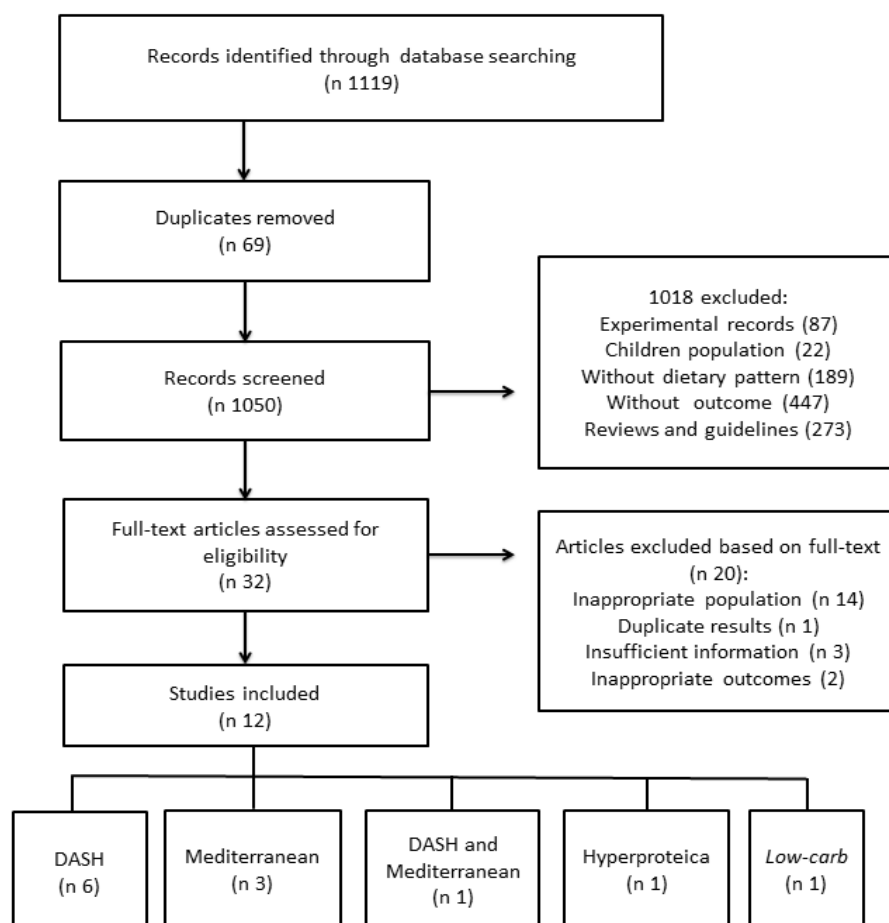 Records identified through database searching
(n 1119)
Duplicates removed
(n 69)
1018 excluded:
Experimental records (87)
Children population (22)
Without dietary pattern (189)
Without outcome (447)
Reviews and guidelines (273)
Records screened
(n 1050)
Full-text articles assessed for
eligibility
(n 32)
Articles excluded based on full-text
(n 20):
Inappropriate population (n 14)
Duplicate results (n 1)
Insufficient information (n 3)
Inappropriate outcomes (2)
Studies included
(n 12)
DASH
(n 6)
Mediterranean
(n 3)
DASH and
Mediterranean
(n 1)
Hyperproteica
(n 1)
Low-carb
(n 1)